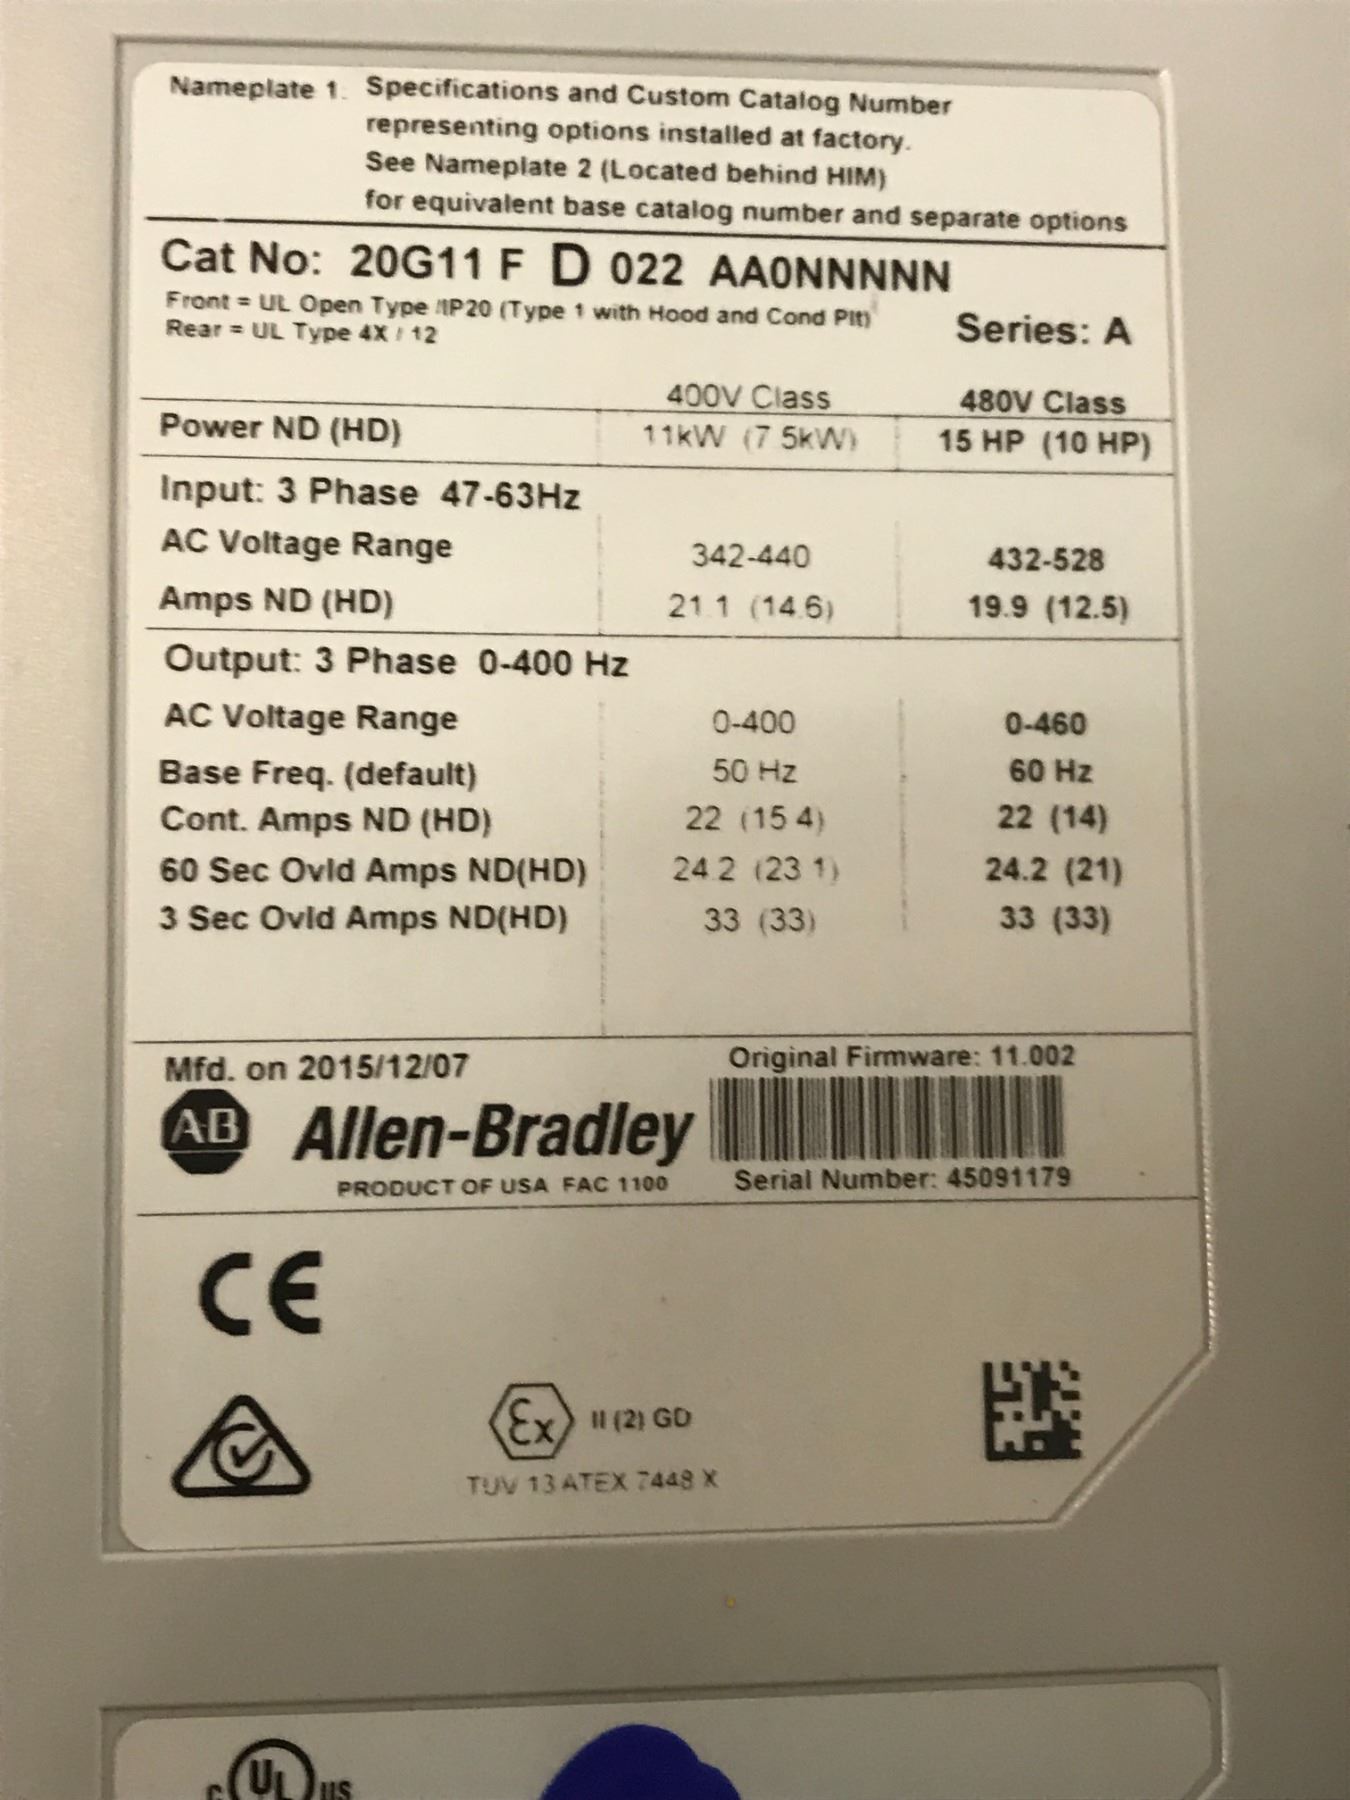 Nameplate 1. Specifications and Custom Catalog Number
representing options installed at factory.
See Nameplate 2 (Located behind HIM)
for equivalent base catalog number and separate options
Cat No: 20G11 F D 022 AA0NNNNN
Front = UL Open Type /IP20 (Type 1 with Hood and Cond Plt)
Rear = UL Type 4X / 12
Series: A
400V Class 480V Class
Power ND (HD) 11kW (7.5kW) 15 HP (10 HP)
Input: 3 Phase 47-63Hz
AC Voltage Range 342-440 432-528
Amps ND (HD) 21.1 (14.6) 19.9 (12.5)
Output: 3 Phase 0-400 Hz
AC Voltage Range 0-400 0-460
Base Freq. (default) 50 Hz 60 Hz
Cont. Amps ND (HD) 22 (15.4) 22 (14)
60 Sec Ovld Amps ND(HD) 24.2 (23.1) 24.2 (21)
3 Sec Ovld Amps ND(HD) 33 (33) 33 (33)
Mfd. on 2015/12/07 Original Firmware: 11.002
AB Allen-Bradley
PRODUCT OF USA FAC 1100 Serial Number: 45091179
CE
Ex II (2) GD
TUV 13 ATEX 7448 X
c UL us